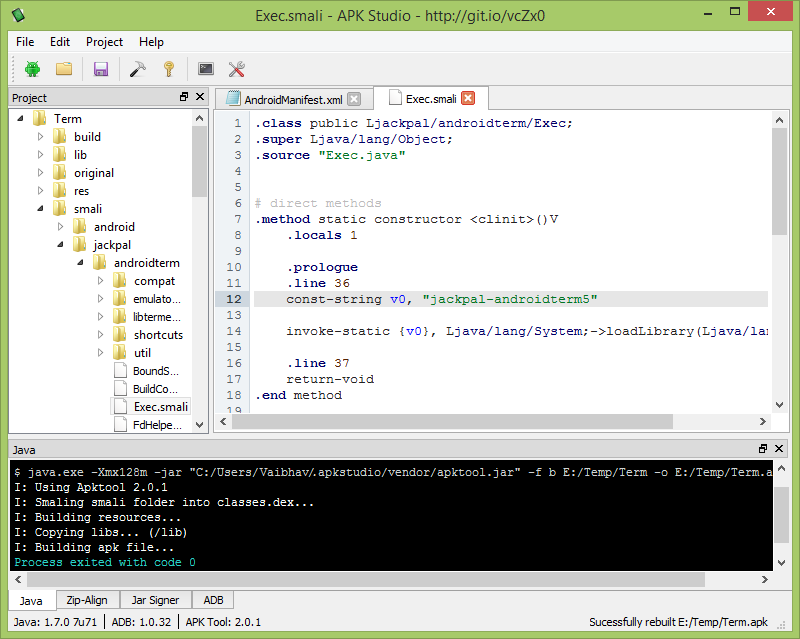 Exec.smali - APK Studio - http://git.io/vcZx0
File Edit Project Help
Project
Term
build
lib
original
res
smali
android
jackpal
androidterm
compat
emulato...
libterme...
shortcuts
util
BoundS...
BuildCo...
Exec.smali
FdHelpe...
AndroidManifest.xml Exec.smali
1 .class public Ljackpal/androidterm/Exec;
2 .super Ljava/lang/Object;
3 .source "Exec.java"
4
5
6 # direct methods
7 .method static constructor <clinit>()V
8 .locals 1
9
10 .prologue
11 .line 36
12 const-string v0, "jackpal-androidterm5"
13
14 invoke-static {v0}, Ljava/lang/System;->loadLibrary(Ljava/lan
15
16 .line 37
17 return-void
18 .end method
19
Java
$ java.exe -Xmx128m -jar "C:/Users/Vaibhav/.apkstudio/vendor/apktool.jar" -f b E:/Temp/Term -o E:/Temp/Term.a
I: Using Apktool 2.0.1
I: Smaling smali folder into classes.dex...
I: Building resources...
I: Copying libs... (/lib)
I: Building apk file...
Process exited with code 0
Java Zip-Align Jar Signer ADB
Java: 1.7.0 7u71 ADB: 1.0.32 APK Tool: 2.0.1 Sucessfully rebuilt E:/Temp/Term.apk